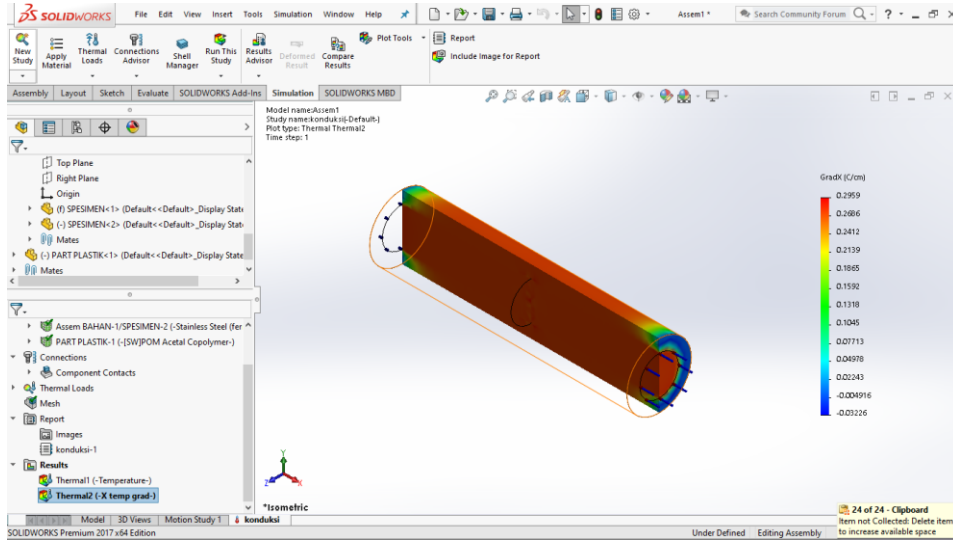 SOLIDWORKS File Edit View Insert Tools Simulation Window Help Assem1 * Search Community Forum
New Study
Apply Material
Thermal Loads
Connections Advisor
Shell Manager
Run This Study
Results Advisor
Deformed Result
Compare Results
Plot Tools
Report
Include Image for Report
Assembly Layout Sketch Evaluate SOLIDWORKS Add-Ins Simulation SOLIDWORKS MBD
Model name:Assem1
Study name:konduksi(-Default-)
Plot type: Thermal Thermal2
Time step: 1
Top Plane
Right Plane
Origin
(f) SPESIMEN<1> (Default<<Default>_Display State
(-) SPESIMEN<2> (Default<<Default>_Display State
Mates
(-) PART PLASTIK<1> (Default<<Default>_Display State
Mates
Assem BAHAN-1/SPESIMEN-2 (-Stainless Steel (fer
PART PLASTIK-1 (-[SW]POM Acetal Copolymer-)
Connections
Component Contacts
Thermal Loads
Mesh
Report
Images
konduksi-1
Results
Thermal1 (-Temperature-)
Thermal2 (-X temp grad-)
GradX (C/cm)
0.2959
0.2686
0.2412
0.2139
0.1865
0.1592
0.1318
0.1045
0.07713
0.04978
0.02243
-0.004916
-0.03226
Y
Z
X
*Isometric
Model 3D Views Motion Study 1 konduksi
SOLIDWORKS Premium 2017 x64 Edition Under Defined Editing Assembly
24 of 24 - Clipboard
Item not Collected: Delete item
to increase available space